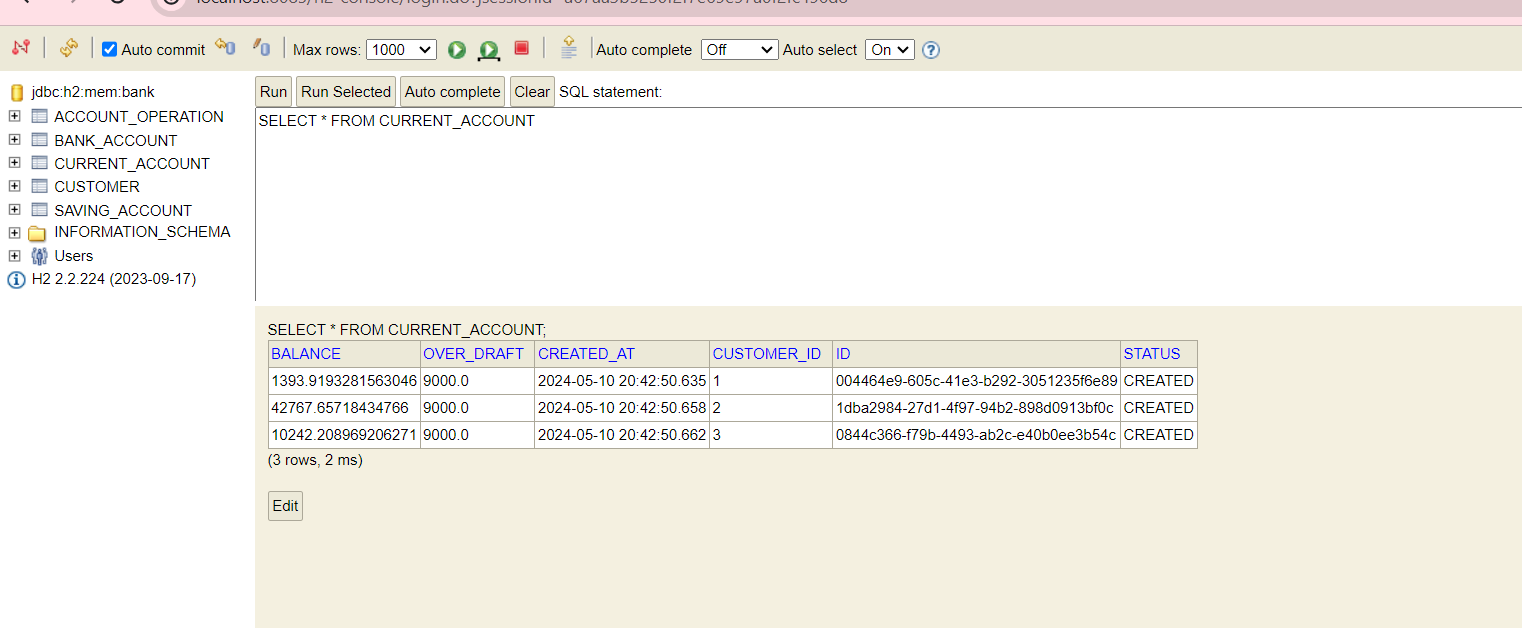 Auto commit Max rows: 1000 Auto complete Off Auto select On
jdbc:h2:mem:bank
ACCOUNT_OPERATION
BANK_ACCOUNT
CURRENT_ACCOUNT
CUSTOMER
SAVING_ACCOUNT
INFORMATION_SCHEMA
Users
H2 2.2.224 (2023-09-17)
Run Run Selected Auto complete Clear SQL statement:
SELECT * FROM CURRENT_ACCOUNT
SELECT * FROM CURRENT_ACCOUNT;
BALANCE OVER_DRAFT CREATED_AT CUSTOMER_ID ID STATUS
1393.9193281563046 9000.0 2024-05-10 20:42:50.635 1 004464e9-605c-41e3-b292-3051235f6e89 CREATED
42767.65718434766 9000.0 2024-05-10 20:42:50.658 2 1dba2984-27d1-4f97-94b2-898d0913bf0c CREATED
10242.208969206271 9000.0 2024-05-10 20:42:50.662 3 0844c366-f79b-4493-ab2c-e40b0ee3b54c CREATED
(3 rows, 2 ms)
Edit